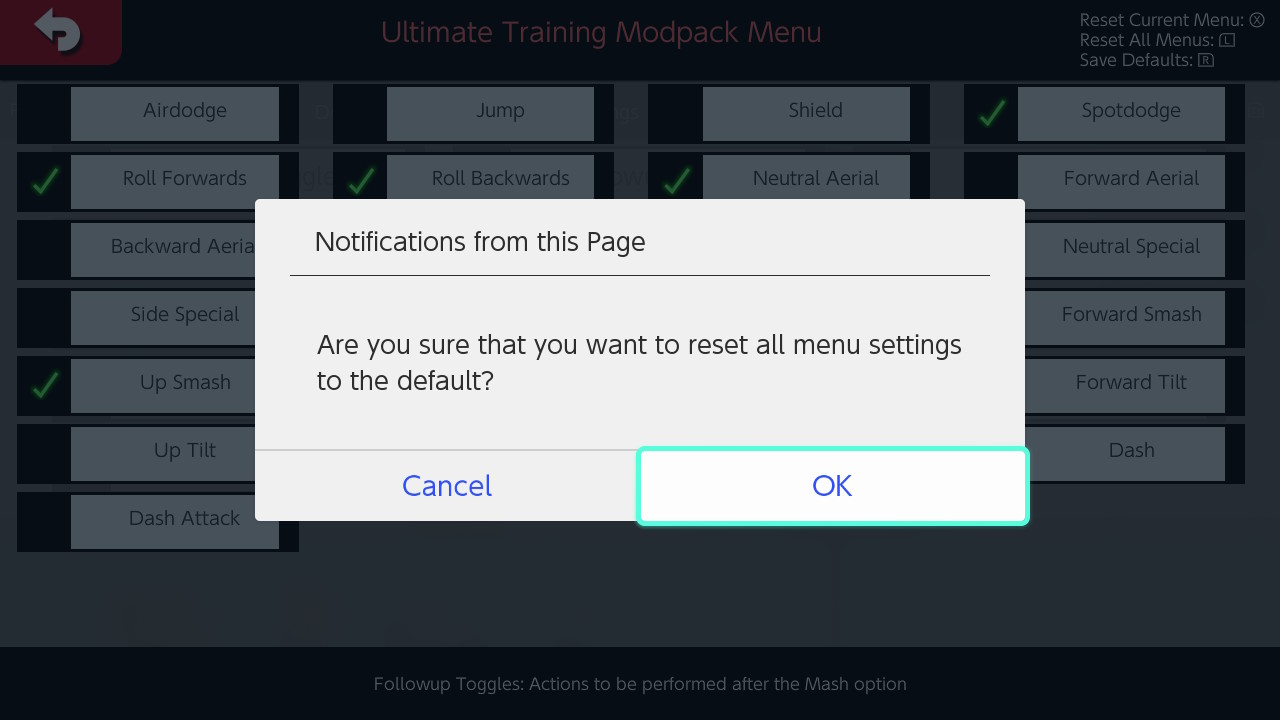 Ultimate Training Modpack Menu
Reset Current Menu: Ⓧ
Reset All Menus: L
Save Defaults: R
Airdodge
Jump
Shield
Spotdodge
Roll Forwards
Roll Backwards
Neutral Aerial
Forward Aerial
Notifications from this Page
Backward Aeria
Neutral Special
Side Special
Forward Smash
Are you sure that you want to reset all menu settings
to the default?
Up Smash
Forward Tilt
Up Tilt
Dash
Cancel
OK
Dash Attack
Followup Toggles: Actions to be performed after the Mash option